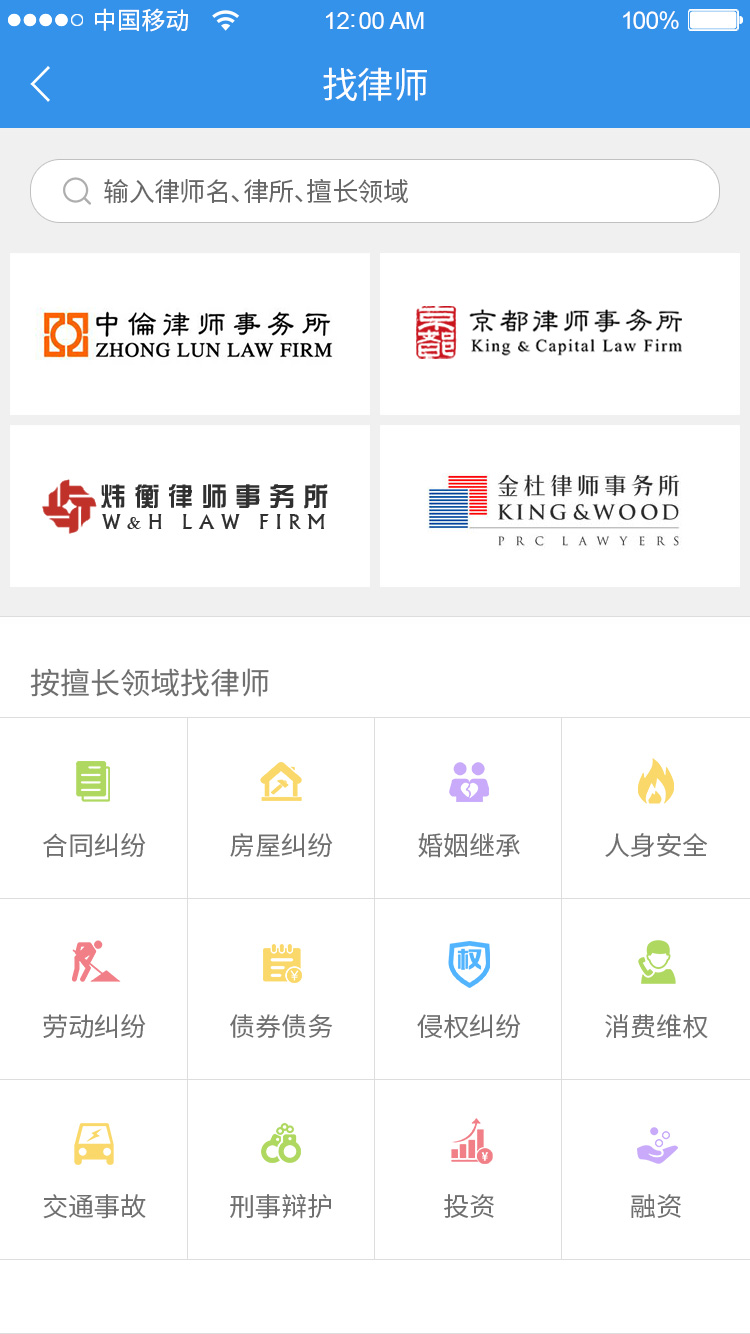 中国移动 12:00 AM 100%
找律师
输入律师名、律所、擅长领域
中倫律师事务所
ZHONG LUN LAW FIRM
京都
京都律师事务所
King & Capital Law Firm
炜衡律师事务所
W&H LAW FIRM
金杜律师事务所
KING&WOOD
PRC LAWYERS
按擅长领域找律师
合同纠纷 房屋纠纷 婚姻继承 人身安全
权
¥
劳动纠纷 债券债务 侵权纠纷 消费维权
¥
交通事故 刑事辩护 投资 融资